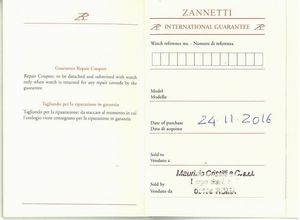 Guarantee Repair Coupon
Repair Coupon: to be detached and submitted with watch
only when watch is returned for any repair covered by the
guarantee.
Tagliando per la riparazione in garanzia
Tagliando per la riparazione: da staccare al momento in cui
l'orologio viene consegnato per la riparazione in garanzia
ZANNETTI
INTERNATIONAL GUARANTEE
Watch reference no. - Numero di referenza
Model
Modello
Date of purchase 24 11 2016
Data di acquisto
Sold to
Venduto a
Sold by
Venduto da ROMA